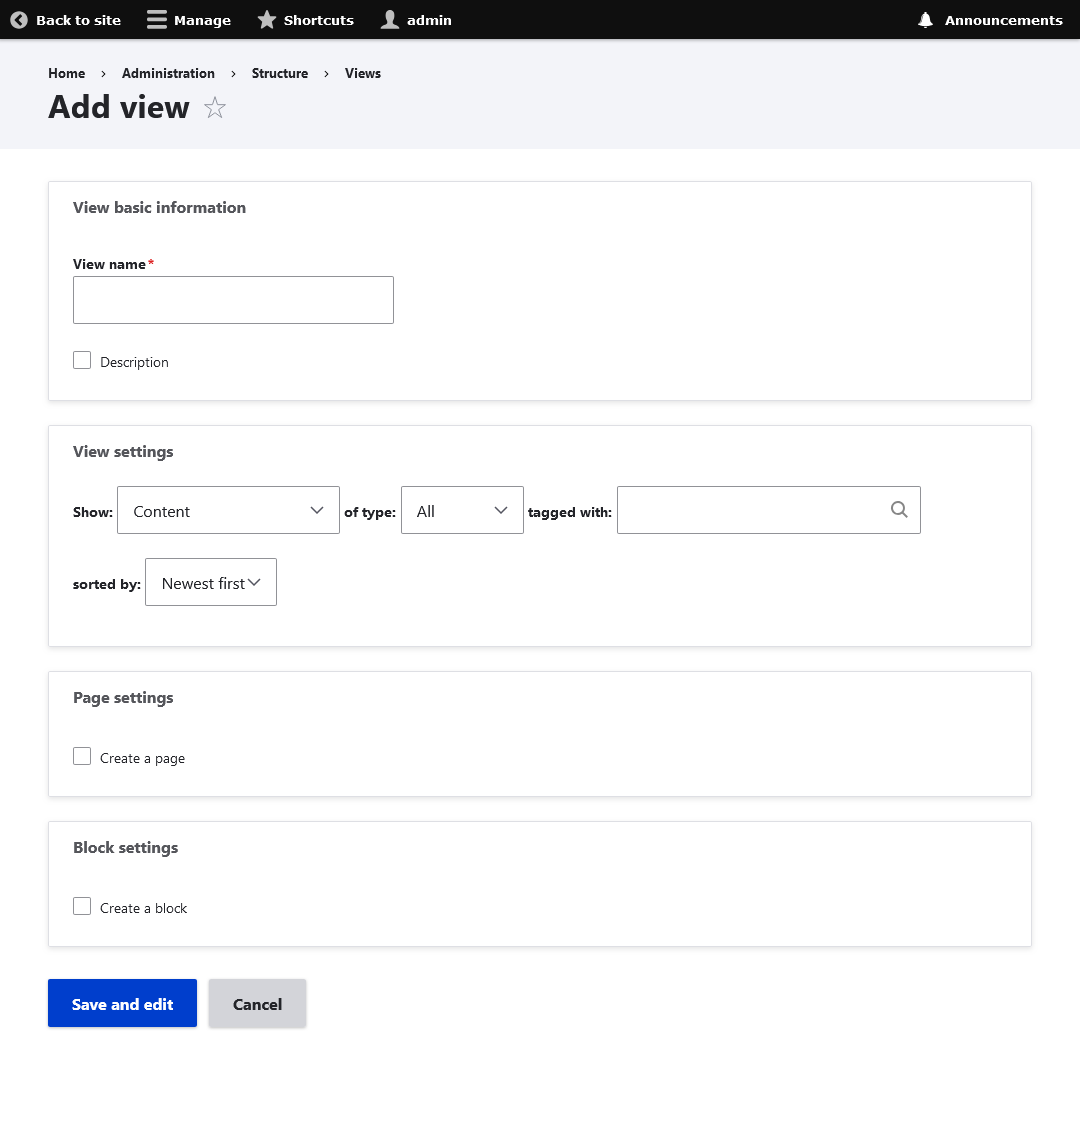 Back to site Manage Shortcuts admin Announcements
Home › Administration › Structure › Views
Add view
View basic information
View name*
Description
View settings
Show: Content of type: All tagged with:
sorted by: Newest first
Page settings
Create a page
Block settings
Create a block
Save and edit Cancel